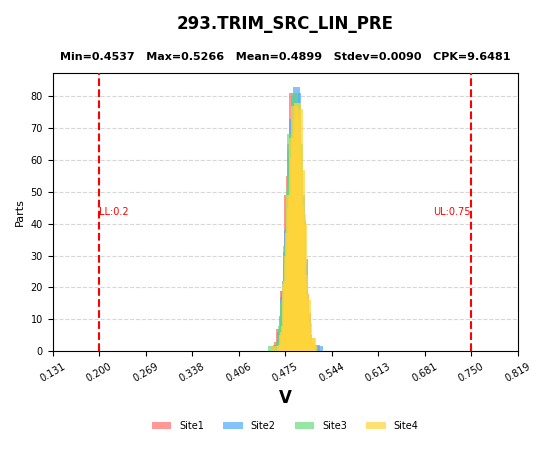 293.TRIM_SRC_LIN_PRE
Min=0.4537 Max=0.5266 Mean=0.4899 Stdev=0.0090 CPK=9.6481
80
70
60
50
40
30
20
10
0
Parts
LL:0.2
UL:0.75
0.131 0.200 0.269 0.338 0.406 0.475 0.544 0.613 0.681 0.750 0.819
V
Site1 Site2 Site3 Site4